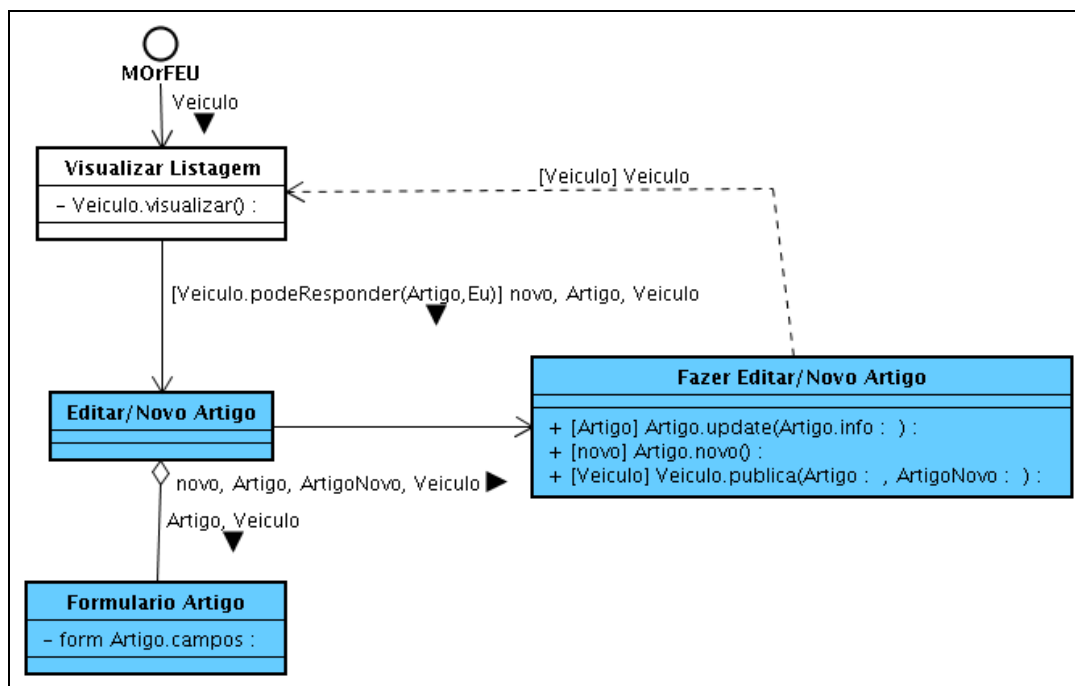 MOrFEU
Veiculo
Visualizar Listagem
- Veiculo.visualizar() :
[Veiculo] Veiculo
[Veiculo.podeResponder(Artigo,Eu)] novo, Artigo, Veiculo
Fazer Editar/Novo Artigo
+ [Artigo] Artigo.update(Artigo.info : ) :
+ [novo] Artigo.novo() :
+ [Veiculo] Veiculo.publica(Artigo : , ArtigoNovo : ) :
Editar/Novo Artigo
novo, Artigo, ArtigoNovo, Veiculo
Artigo, Veiculo
Formulario Artigo
- form Artigo.campos :